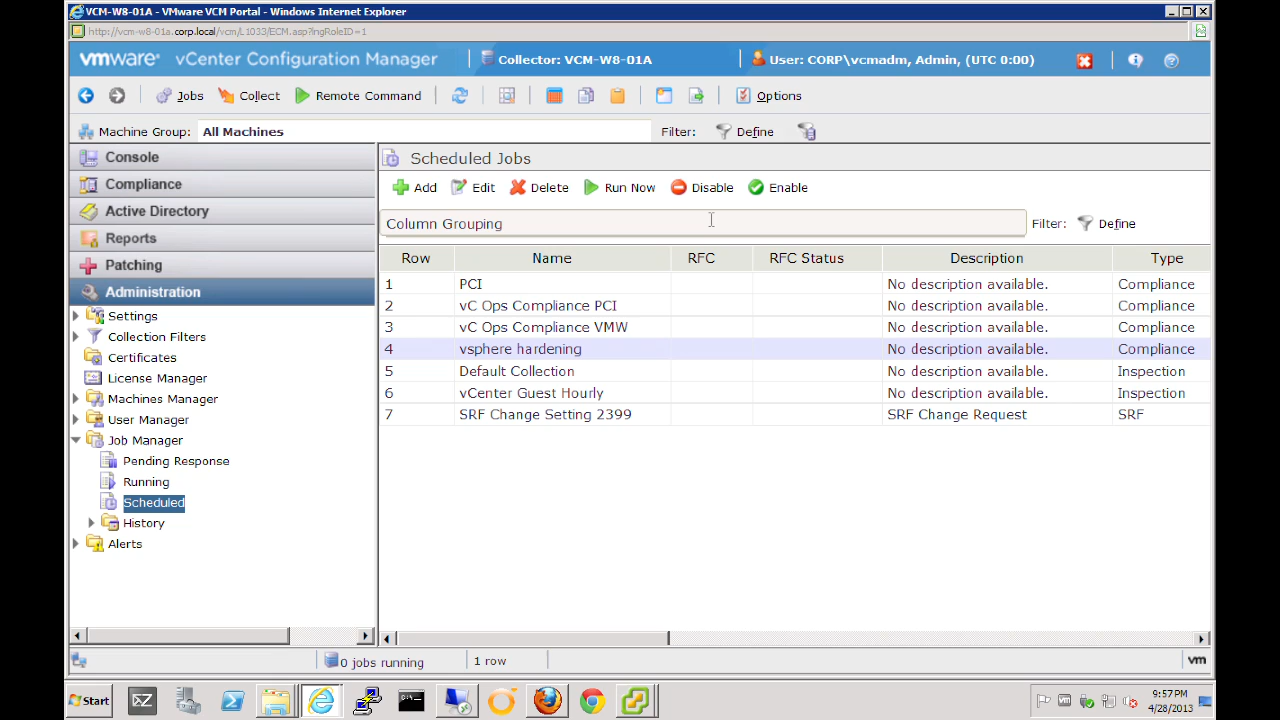 VCM-W8-01A - VMware VCM Portal - Windows Internet Explorer
http://vcm-w8-01a.corp.local/vcm/L1033/ECM.asp?lngRoleID=1
vmware vCenter Configuration Manager Collector: VCM-W8-01A User: CORP\vcmadm, Admin, (UTC 0:00)
Jobs Collect Remote Command Options
Machine Group: All Machines Filter: Define
Console
Compliance
Active Directory
Reports
Patching
Administration
Settings
Collection Filters
Certificates
License Manager
Machines Manager
User Manager
Job Manager
Pending Response
Running
Scheduled
History
Alerts
Scheduled Jobs
Add Edit Delete Run Now Disable Enable
Column Grouping Filter: Define
Row Name RFC RFC Status Description Type
1 PCI No description available. Compliance
2 vC Ops Compliance PCI No description available. Compliance
3 vC Ops Compliance VMW No description available. Compliance
4 vsphere hardening No description available. Compliance
5 Default Collection No description available. Inspection
6 vCenter Guest Hourly No description available. Inspection
7 SRF Change Setting 2399 SRF Change Request SRF
0 jobs running 1 row vm
Start 9:57 PM
4/28/2013